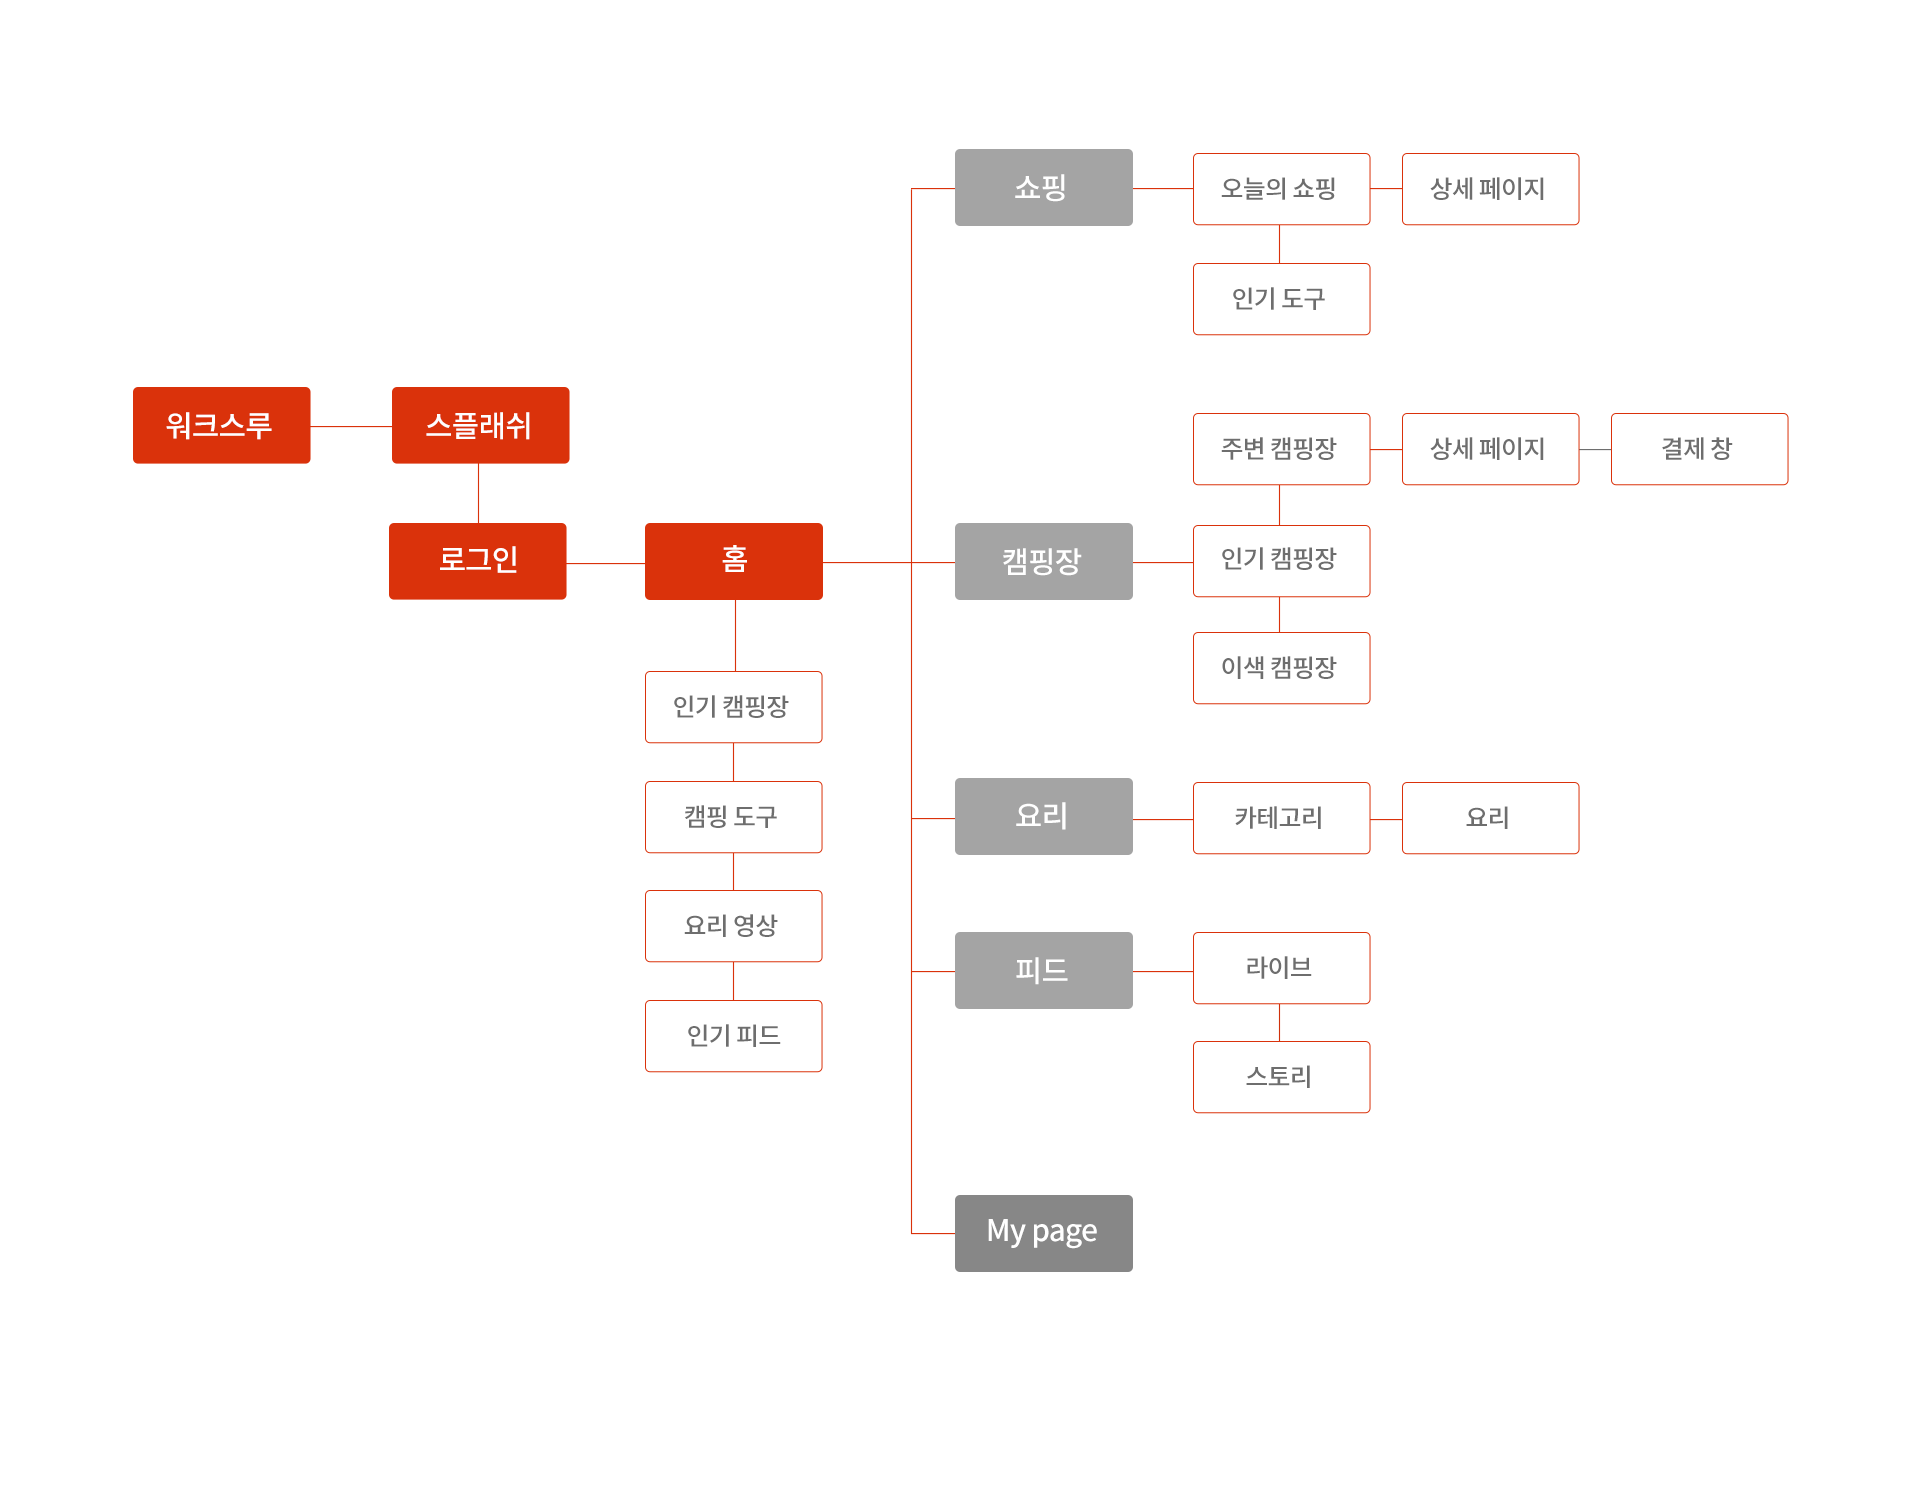 워크스루
스플래쉬
로그인
홈
인기 캠핑장
캠핑 도구
요리 영상
인기 피드
쇼핑
오늘의 쇼핑
상세 페이지
인기 도구
캠핑장
주변 캠핑장
상세 페이지
결제 창
인기 캠핑장
이색 캠핑장
요리
카테고리
요리
피드
라이브
스토리
My page